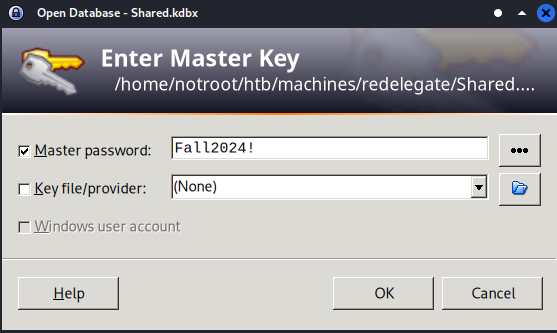 Open Database - Shared.kdbx
Enter Master Key
/home/notroot/htb/machines/redelegate/Shared....
Master password:
Fall2024!
Key file/provider:
(None)
Windows user account
Help
OK
Cancel